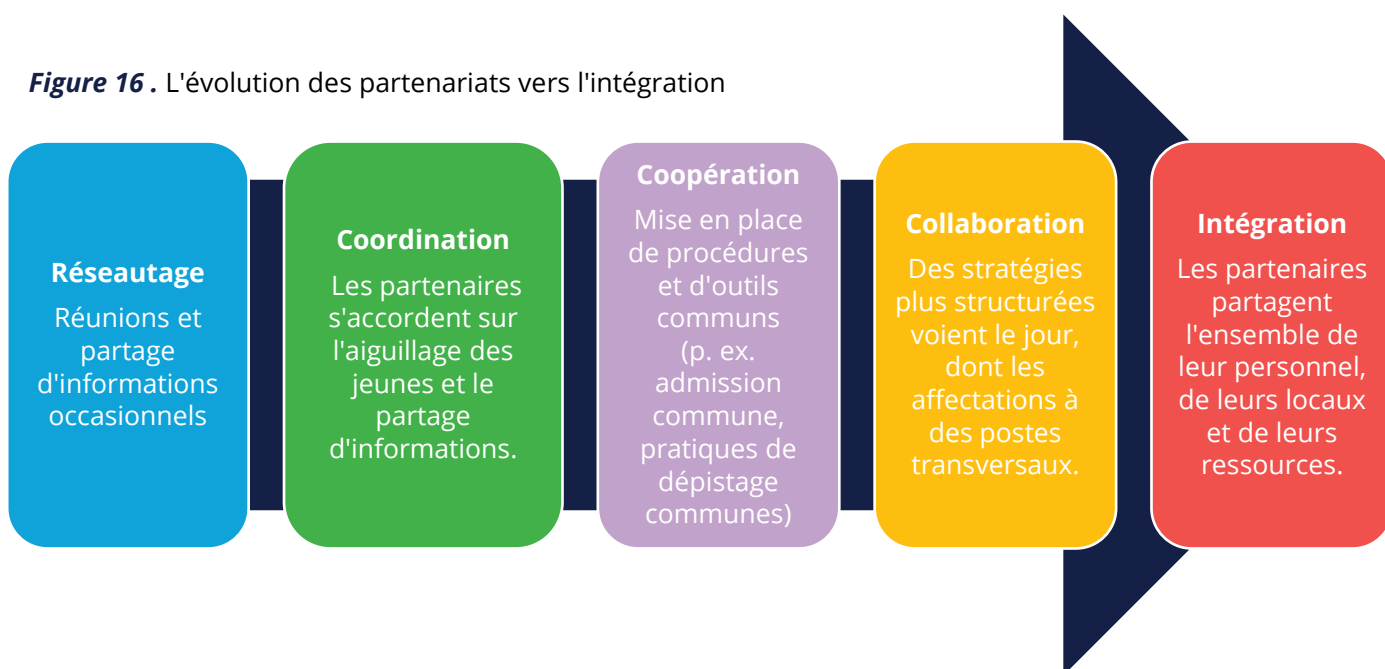 Figure 16 . L'évolution des partenariats vers l'intégration
Réseautage
Réunions et
partage
d'informations
occasionnels
Coordination
Les partenaires
s'accordent sur
l'aiguillage des
jeunes et le
partage
d'informations.
Coopération
Mise en place
de procédures
et d'outils
communs
(p. ex.
admission
commune,
pratiques de
dépistage
communes)
Collaboration
Des stratégies
plus structurées
voient le jour,
dont les
affectations à
des postes
transversaux.
Intégration
Les partenaires
partagent
l'ensemble de
leur personnel,
de leurs locaux
et de leurs
ressources.